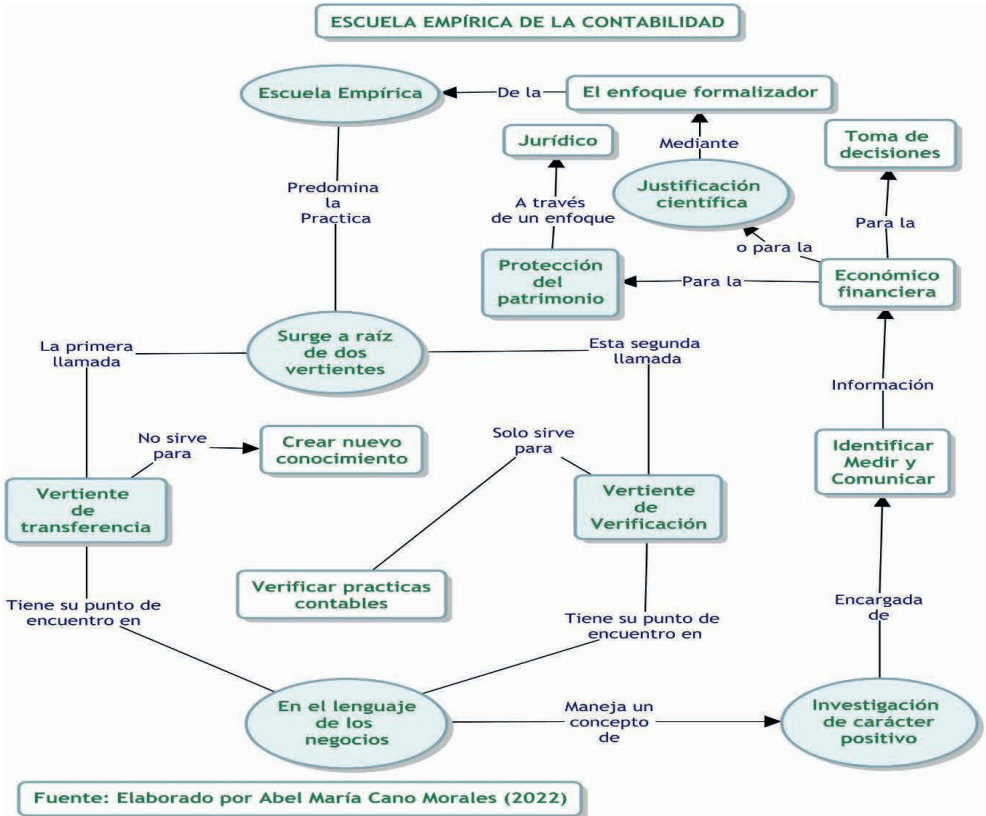 ESCUELA EMPÍRICA DE LA CONTABILIDAD
Escuela Empírica
De la
El enfoque formalizador
Jurídico
Mediante
Toma de
decisiones
Predomina
la
Practica
Justificación
científica
A través
de un enfoque
Para la
o para la
Protección
del
patrimonio
Para la
Económico
financiera
La primera
llamada
Surge a raíz
de dos
vertientes
Esta segunda
llamada
Información
No sirve
para
Crear nuevo
conocimiento
Solo sirve
para
Identificar
Medir y
Comunicar
Vertiente
de
transferencia
Vertiente
de
Verificación
Verificar practicas
contables
Tiene su punto de
encuentro en
Tiene su punto de
encuentro en
Encargada
de
En el lenguaje
de los
negocios
Maneja un
concepto
de
Investigación
de carácter
positivo
Fuente: Elaborado por Abel María Cano Morales (2022)